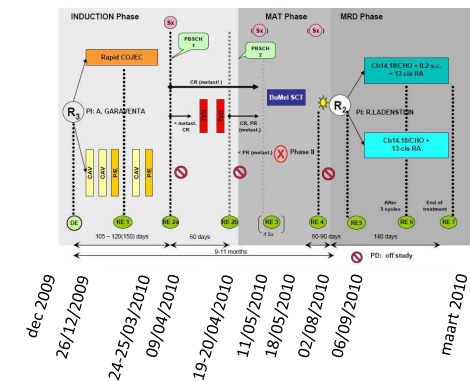 INDUCTION Phase
MAT Phase
MRD Phase
Sx
(Sx)
(Sx)
PBSCH
1
PBSCH
2
Rapid COJEC
Ch14.18/CHO + IL2 s.c.
+ 13-cis RA
CR (metast!)
BuMel SCT
R3
PI: A. GARAVENTA
TVD
TVD
R2
PI: R.LADENSTEIN
< metast.
CR
CR, PR
(metast.)
Ch14.18/CHO +
13-cis RA
< PR (metast.)
X
Phase II
CAV
CAV
P/E
CAV
P/E
After
3 cycles
End of
treatment
DE
RE 1
RE 2a
RE 2b
RE 3
RE 4
RE5
RE 6
RE 7
if Sx
105 – 120(150) days
60 days
60-90 days
140 days
9-11 months
PD: off study
dec 2009
26/12/2009
24-25/03/2010
09/04/2010
19-20/04/2010
11/05/2010
18/05/2010
02/08/2010
06/09/2010
maart 2010